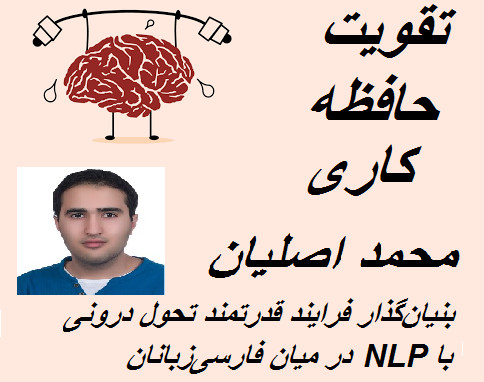 تقویت
حافظه
کاری
محمد اصلیان
بنیان‌گذار فرایند قدرتمند تحول درونی
با NLP در میان فارسی‌زبانان